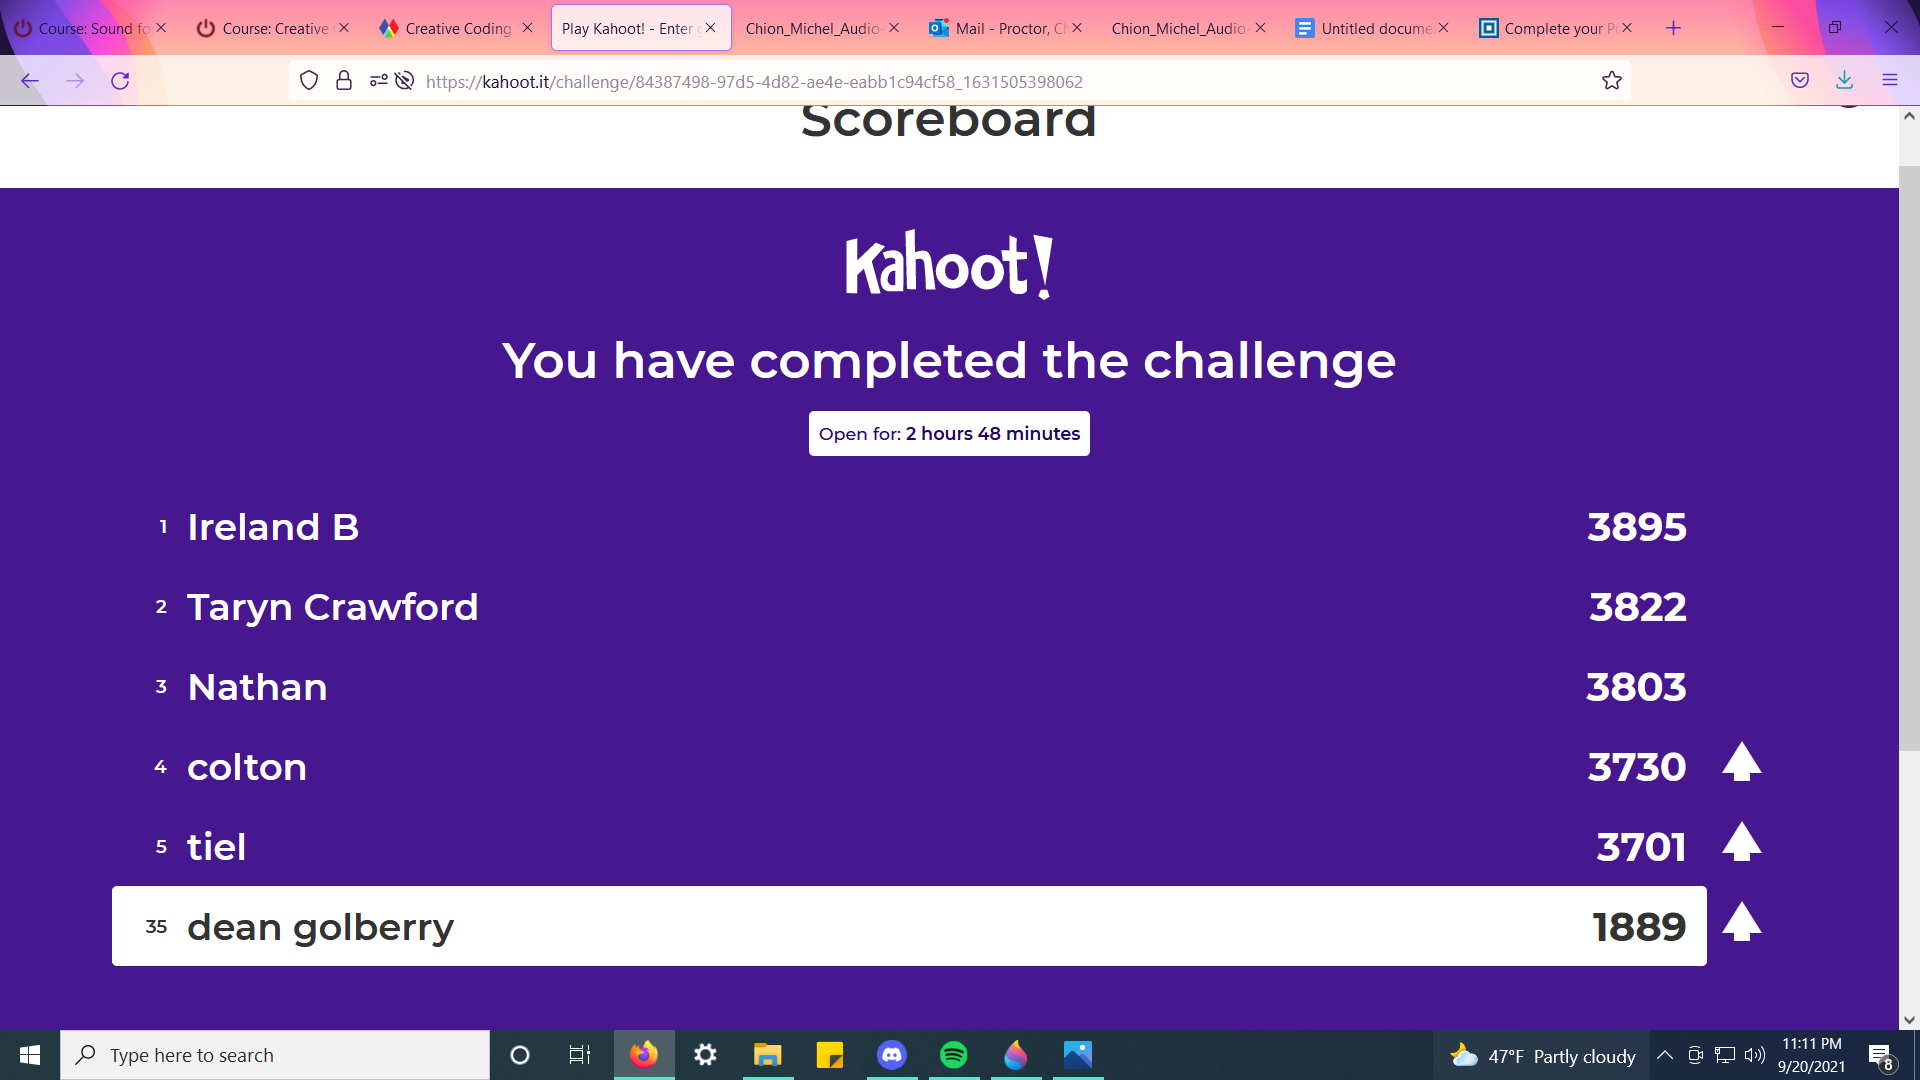 Course: Sound fo
Course: Creative
Creative Coding
Play Kahoot! - Enter g
Chion_Michel_Audio-
Mail - Proctor, Ch
Chion_Michel_Audio-
Untitled docume
Complete your Pu
https://kahoot.it/challenge/84387498-97d5-4d82-ae4e-eabb1c94cf58_1631505398062
Scoreboard
Kahoot!
You have completed the challenge
Open for: 2 hours 48 minutes
1 Ireland B 3895
2 Taryn Crawford 3822
3 Nathan 3803
4 colton 3730
5 tiel 3701
35 dean golberry 1889
Type here to search
47°F Partly cloudy
11:11 PM
9/20/2021
8